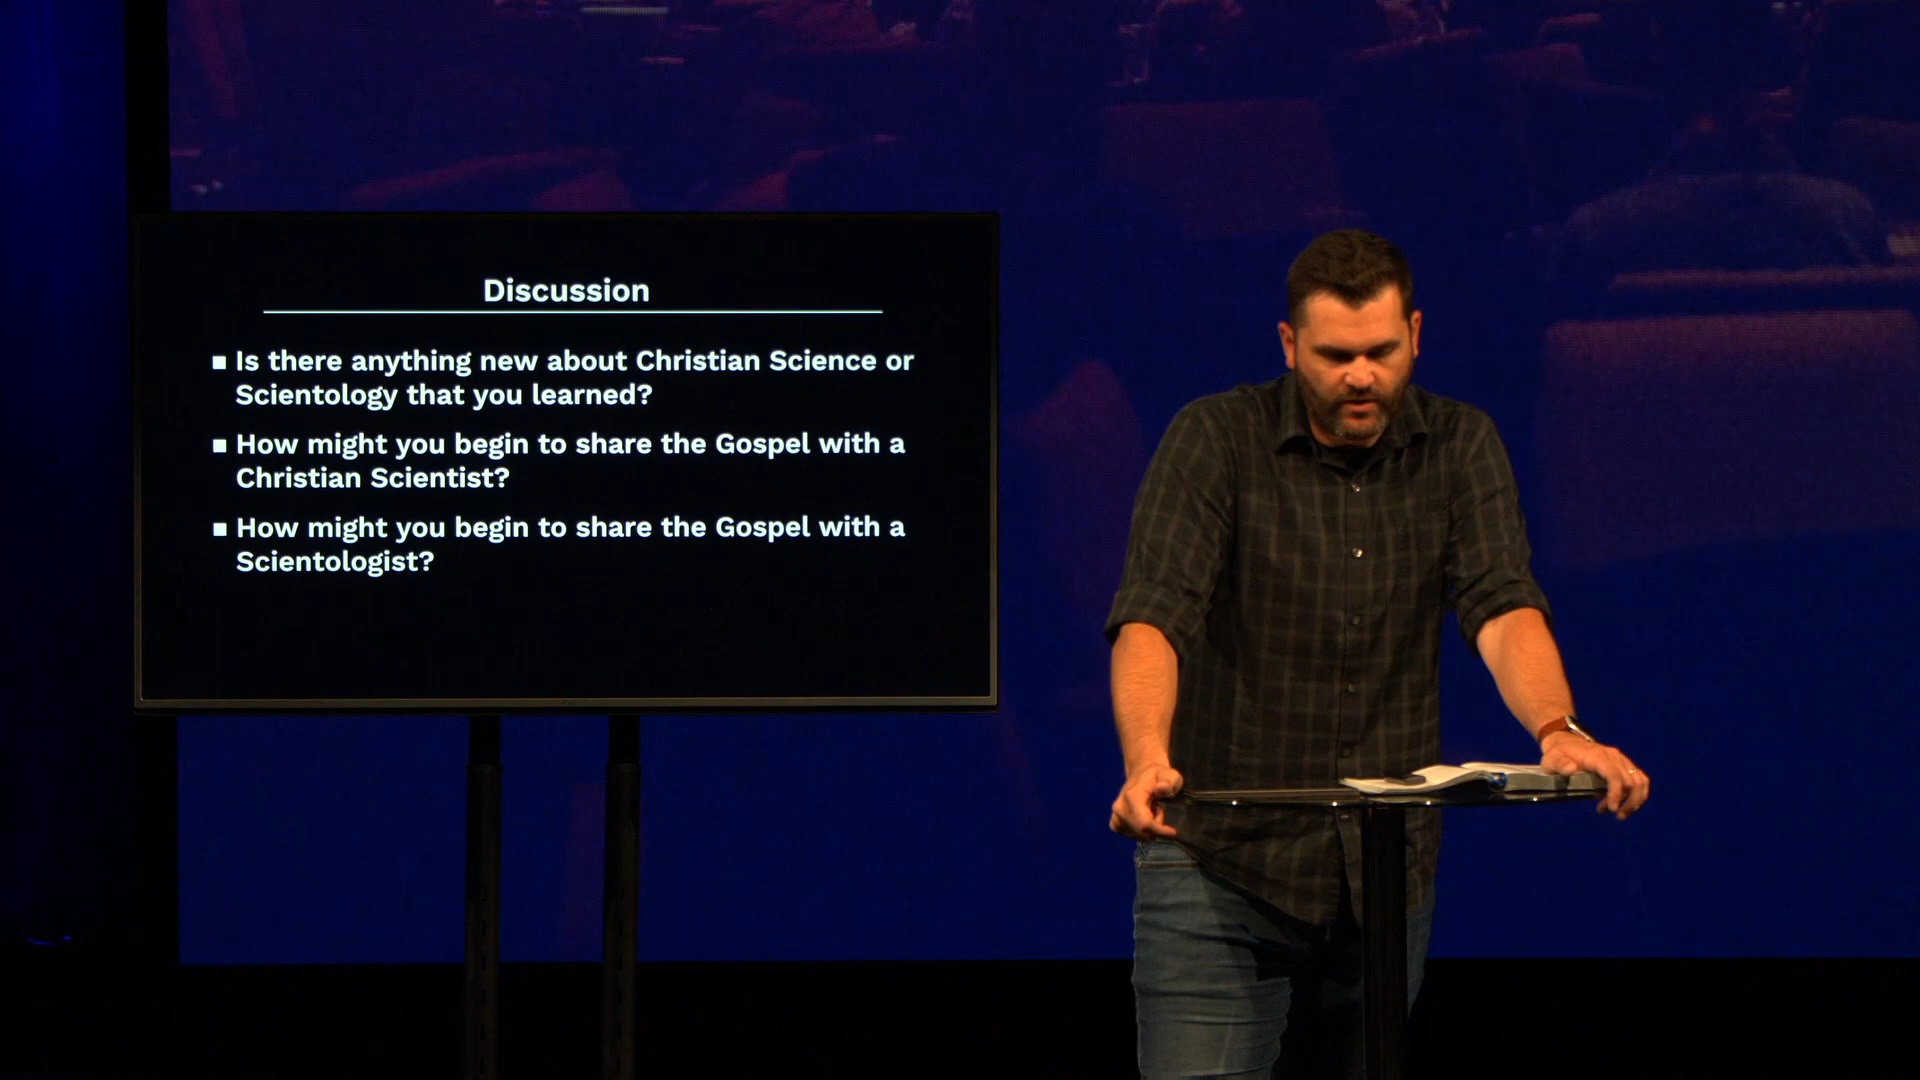 Discussion
▪ Is there anything new about Christian Science or
Scientology that you learned?
▪ How might you begin to share the Gospel with a
Christian Scientist?
▪ How might you begin to share the Gospel with a
Scientologist?